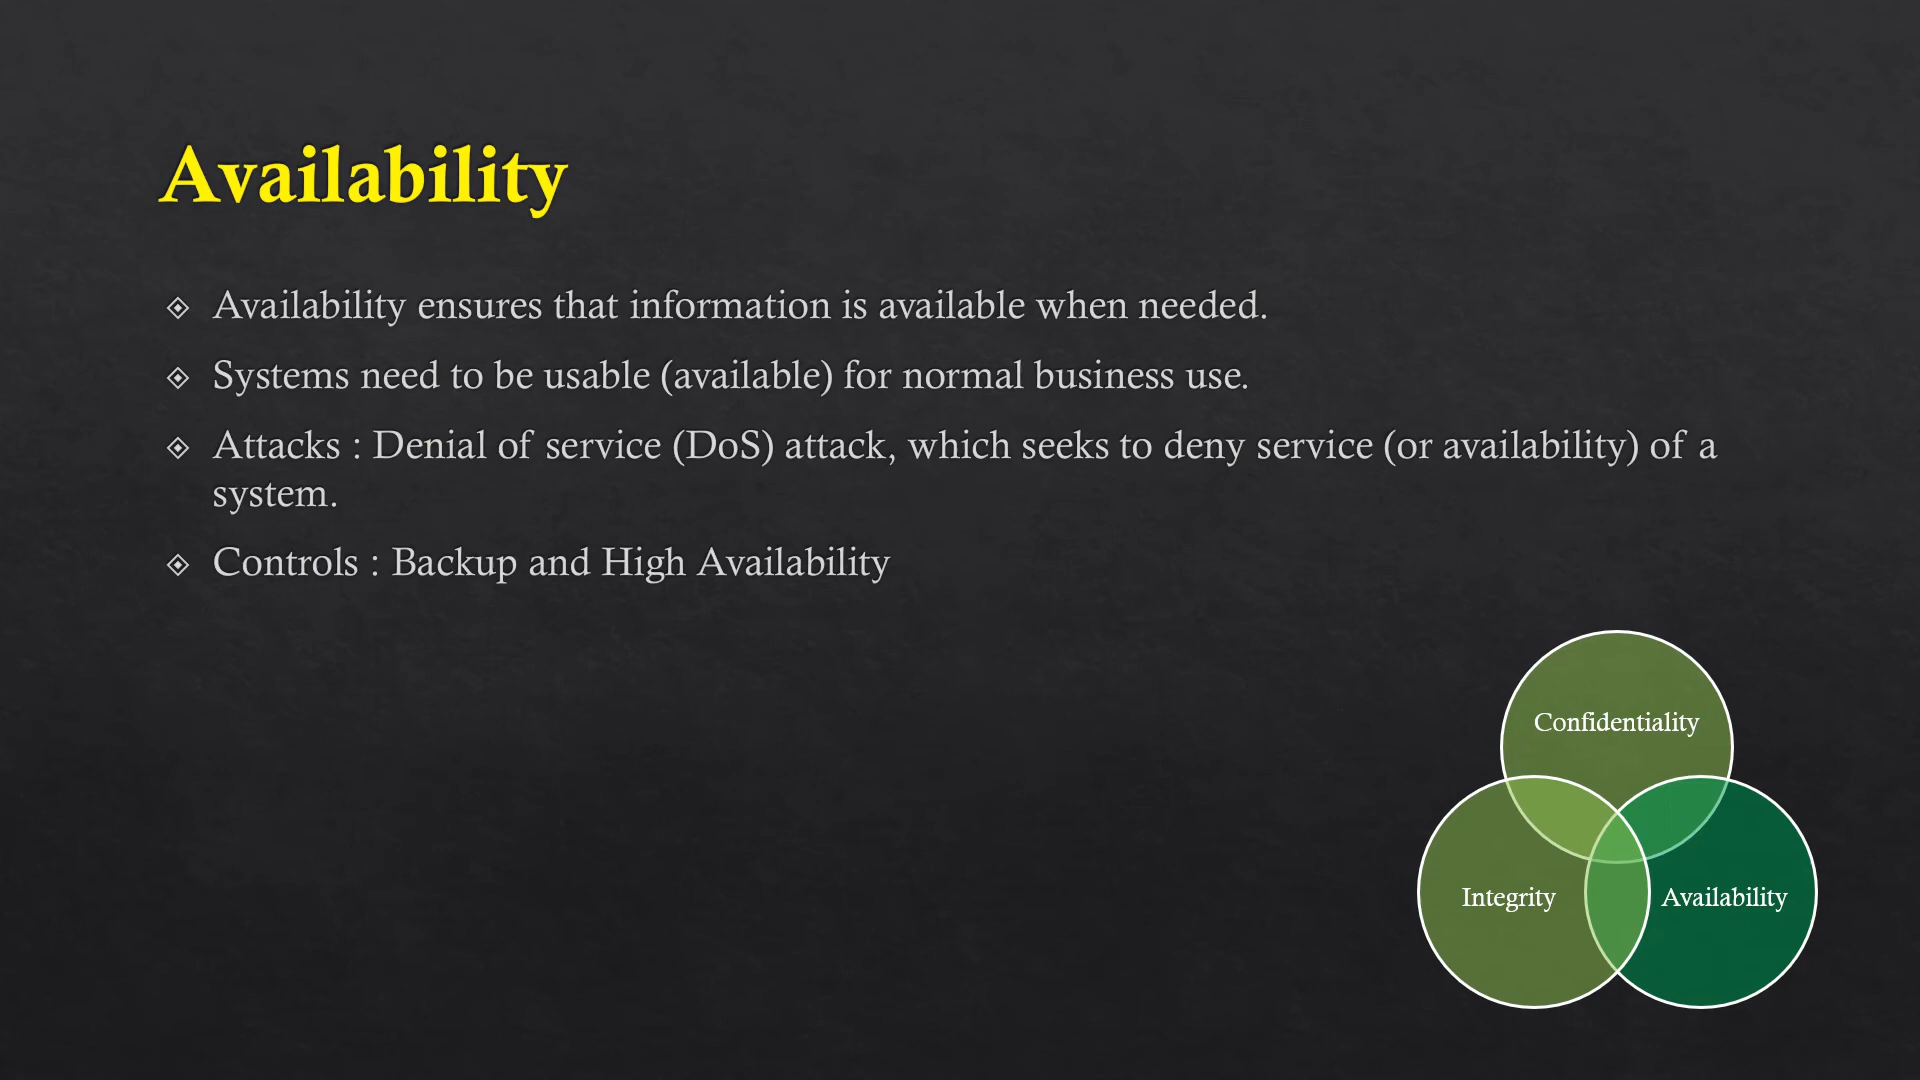 Availability
Availability ensures that information is available when needed.
Systems need to be usable (available) for normal business use.
Attacks : Denial of service (DoS) attack, which seeks to deny service (or availability) of a
system.
Controls : Backup and High Availability
Confidentiality
Integrity
Availability